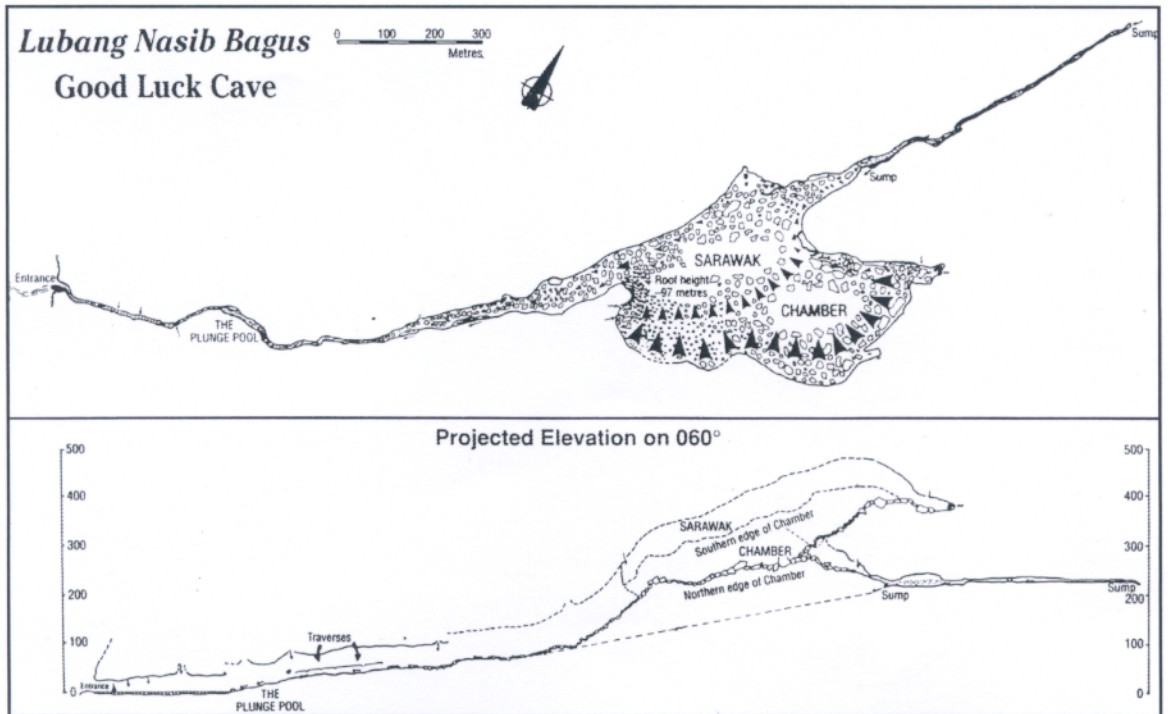 Lubang Nasib Bagus
Good Luck Cave
0 100 200 300
Metres.
Sump
Sump
Entrance
THE
PLUNGE POOL
SARAWAK
Roof height
97 metres
CHAMBER
Projected Elevation on 060°
500
400
300
200
100
0
Entrance
THE
PLUNGE POOL
Traverses
SARAWAK
Southern edge of Chamber
CHAMBER
Northern edge of Chamber
Sump
Sump
500
400
300
200
100
0